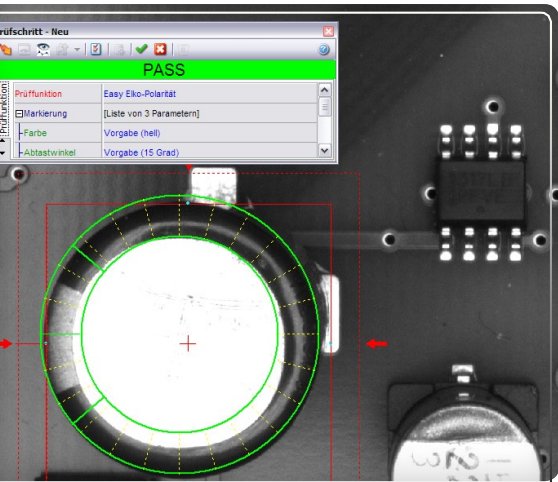 rüfschritt - Neu
PASS
Prüffunktion
Prüffunktion Easy Elko-Polarität
Markierung [Liste von 3 Parametern]
Farbe Vorgabe (hell)
Abtastwinkel Vorgabe (15 Grad)